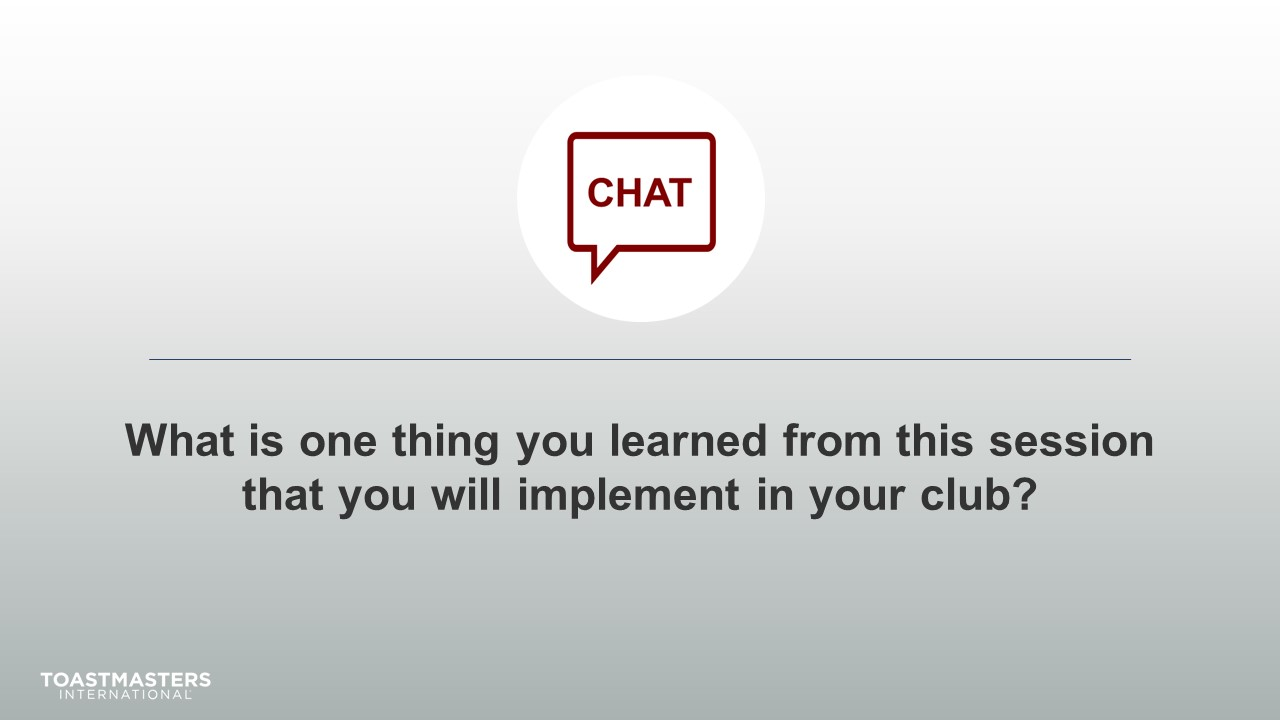 CHAT
What is one thing you learned from this session
that you will implement in your club?
TOASTMASTERS
INTERNATIONAL